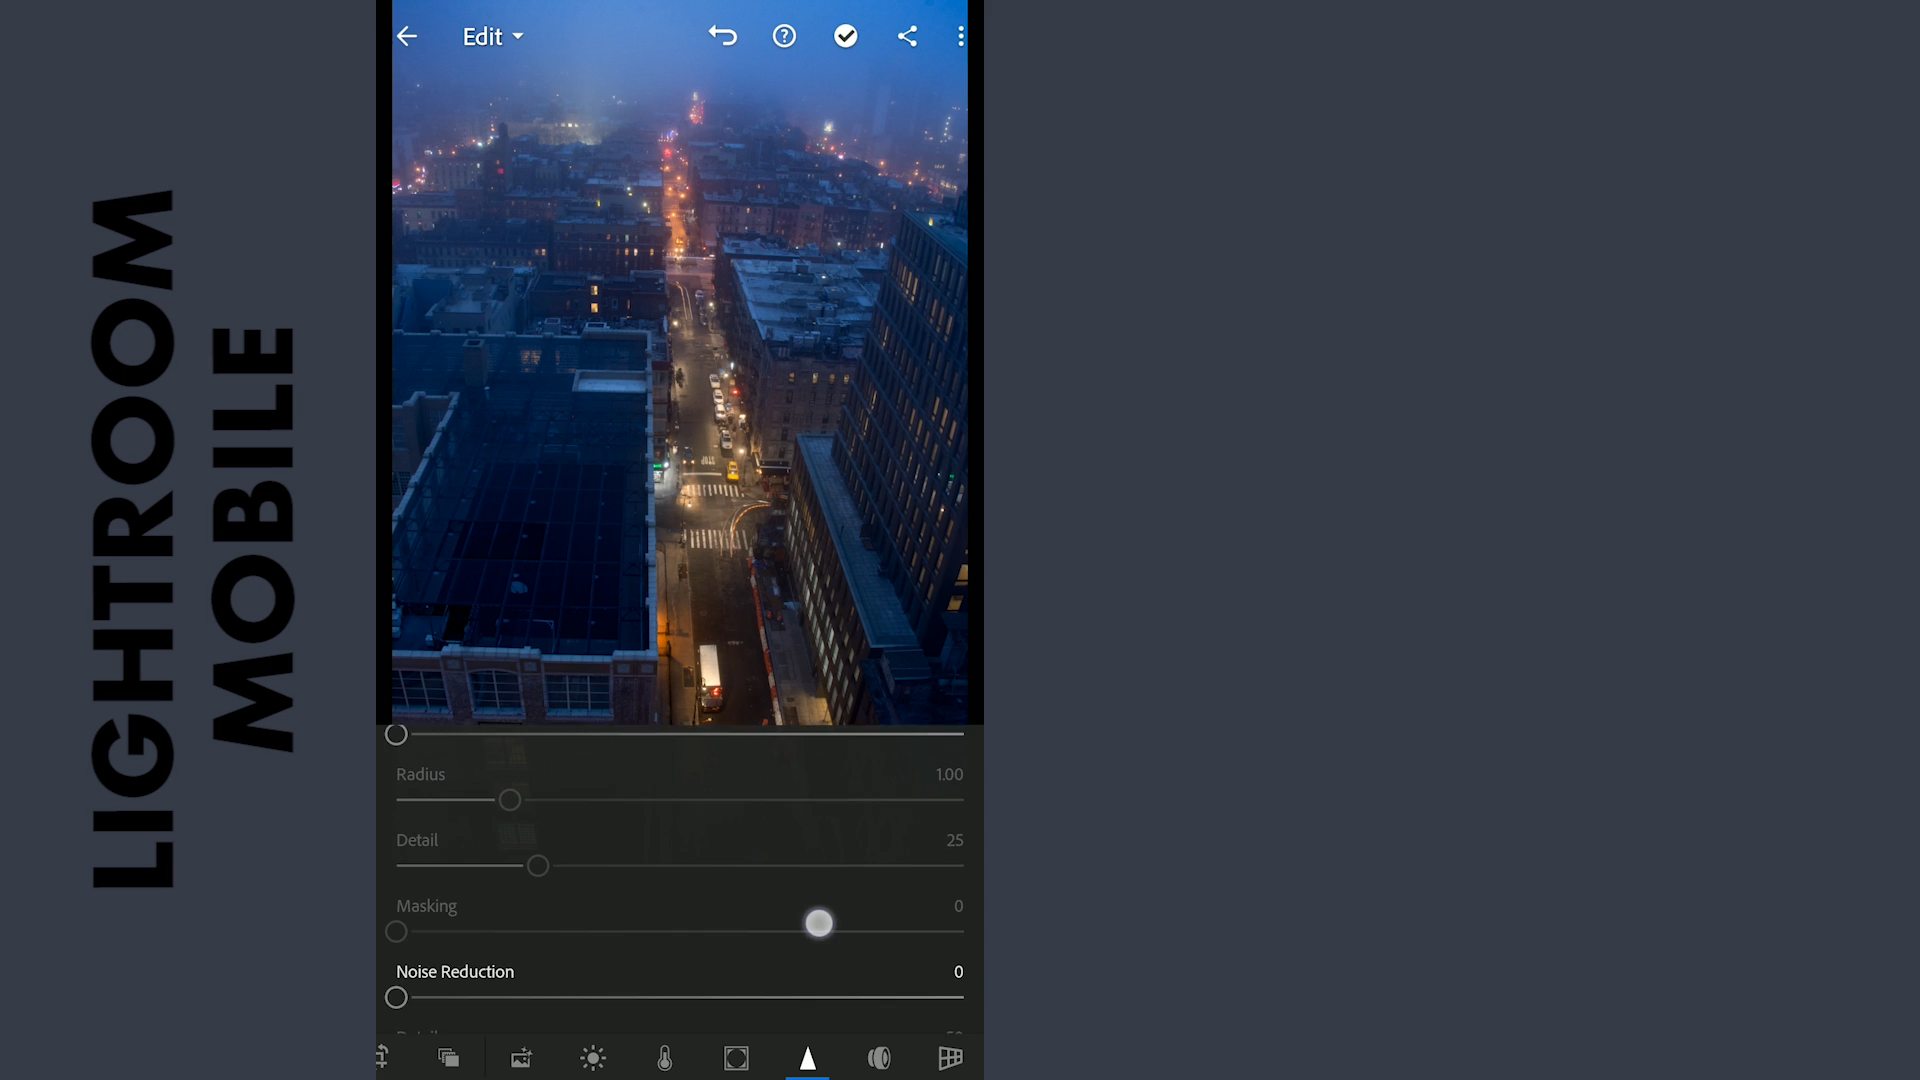 LIGHTROOM
MOBILE
Edit
Radius 1.00
Detail 25
Masking 0
Noise Reduction 0